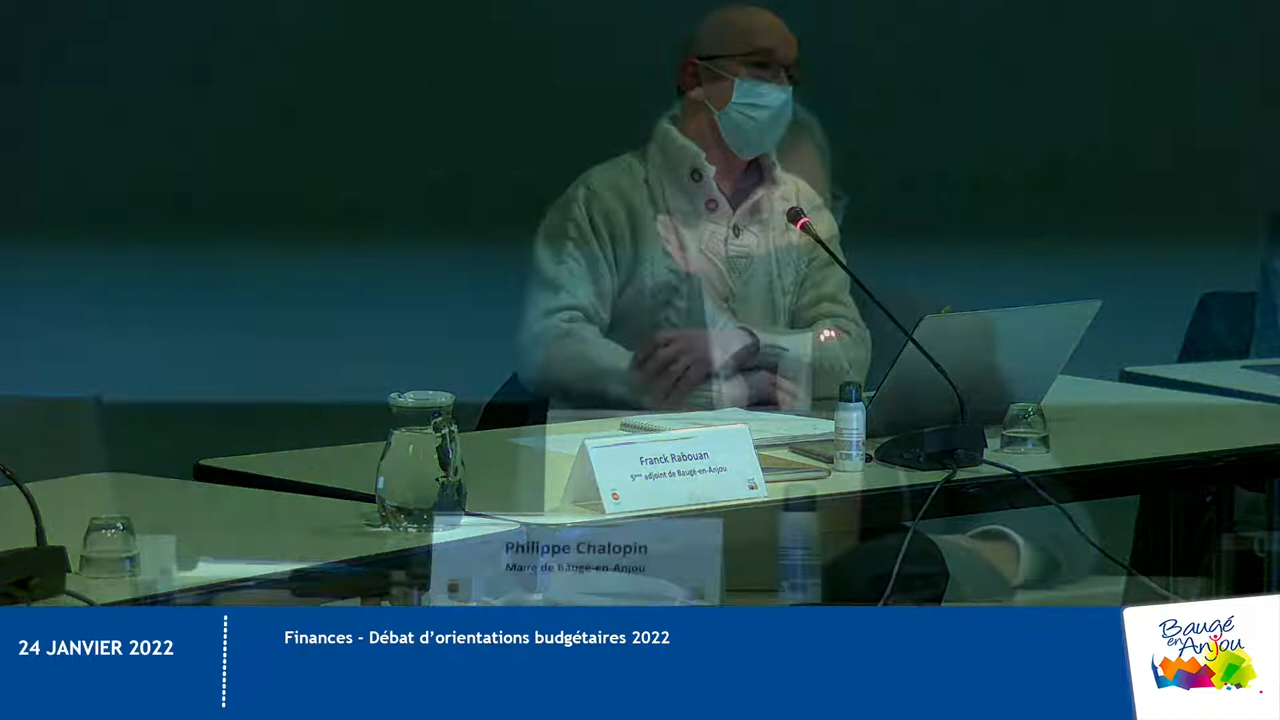 Franck Rabouan
5ème adjoint de Baugé-en-Anjou
Philippe Chalopin
Maire de Baugé-en-Anjou
24 JANVIER 2022
Finances - Débat d’orientations budgétaires 2022
Baugé
en Anjou